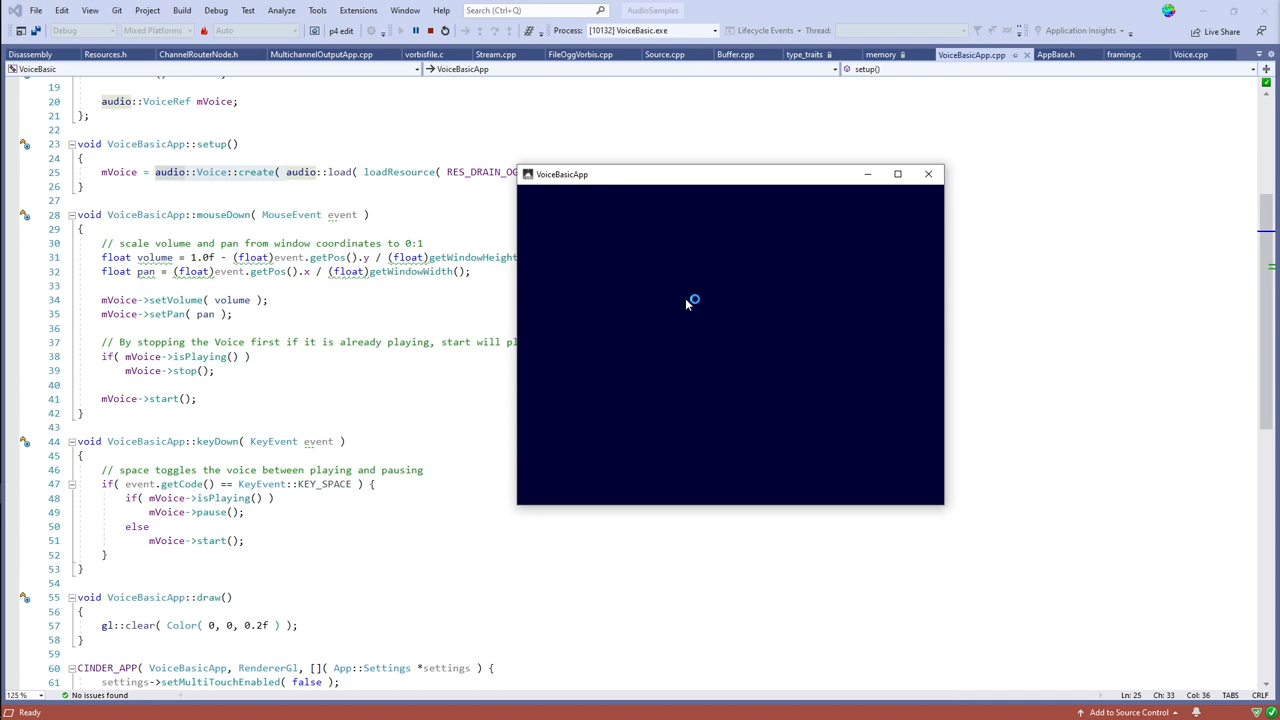 File Edit View Git Project Build Debug Test Analyze Tools Extensions Window Help Search (Ctrl+Q) AudioSamples
Debug Mixed Platforms Auto p4 edit Process: [10132] VoiceBasic.exe Lifecycle Events Thread: Stack Frame: Application Insights Live Share
Disassembly Resources.h ChannelRouterNode.h MultichannelOutputApp.cpp vorbisfile.c Stream.cpp FileOggVorbis.cpp Source.cpp Buffer.cpp type_traits memory VoiceBasicApp.cpp AppBase.h framing.c Voice.cpp
VoiceBasic VoiceBasicApp setup()
19
20 audio::VoiceRef mVoice;
21 };
22
23 void VoiceBasicApp::setup()
24 {
25 mVoice = audio::Voice::create( audio::load( loadResource( RES_DRAIN_OG
26 }
27
28 void VoiceBasicApp::mouseDown( MouseEvent event )
29 {
30 // scale volume and pan from window coordinates to 0:1
31 float volume = 1.0f - (float)event.getPos().y / (float)getWindowHeight
32 float pan = (float)event.getPos().x / (float)getWindowWidth();
33
34 mVoice->setVolume( volume );
35 mVoice->setPan( pan );
36
37 // By stopping the Voice first if it is already playing, start will pl
38 if( mVoice->isPlaying() )
39 mVoice->stop();
40
41 mVoice->start();
42 }
43
44 void VoiceBasicApp::keyDown( KeyEvent event )
45 {
46 // space toggles the voice between playing and pausing
47 if( event.getCode() == KeyEvent::KEY_SPACE ) {
48 if( mVoice->isPlaying() )
49 mVoice->pause();
50 else
51 mVoice->start();
52 }
53 }
54
55 void VoiceBasicApp::draw()
56 {
57 gl::clear( Color( 0, 0, 0.2f ) );
58 }
59
60 CINDER_APP( VoiceBasicApp, RendererGl, []( App::Settings *settings ) {
61 settings->setMultiTouchEnabled( false );
VoiceBasicApp
125 % No issues found Ln: 25 Ch: 33 Col: 36 TABS CRLF
Ready Add to Source Control